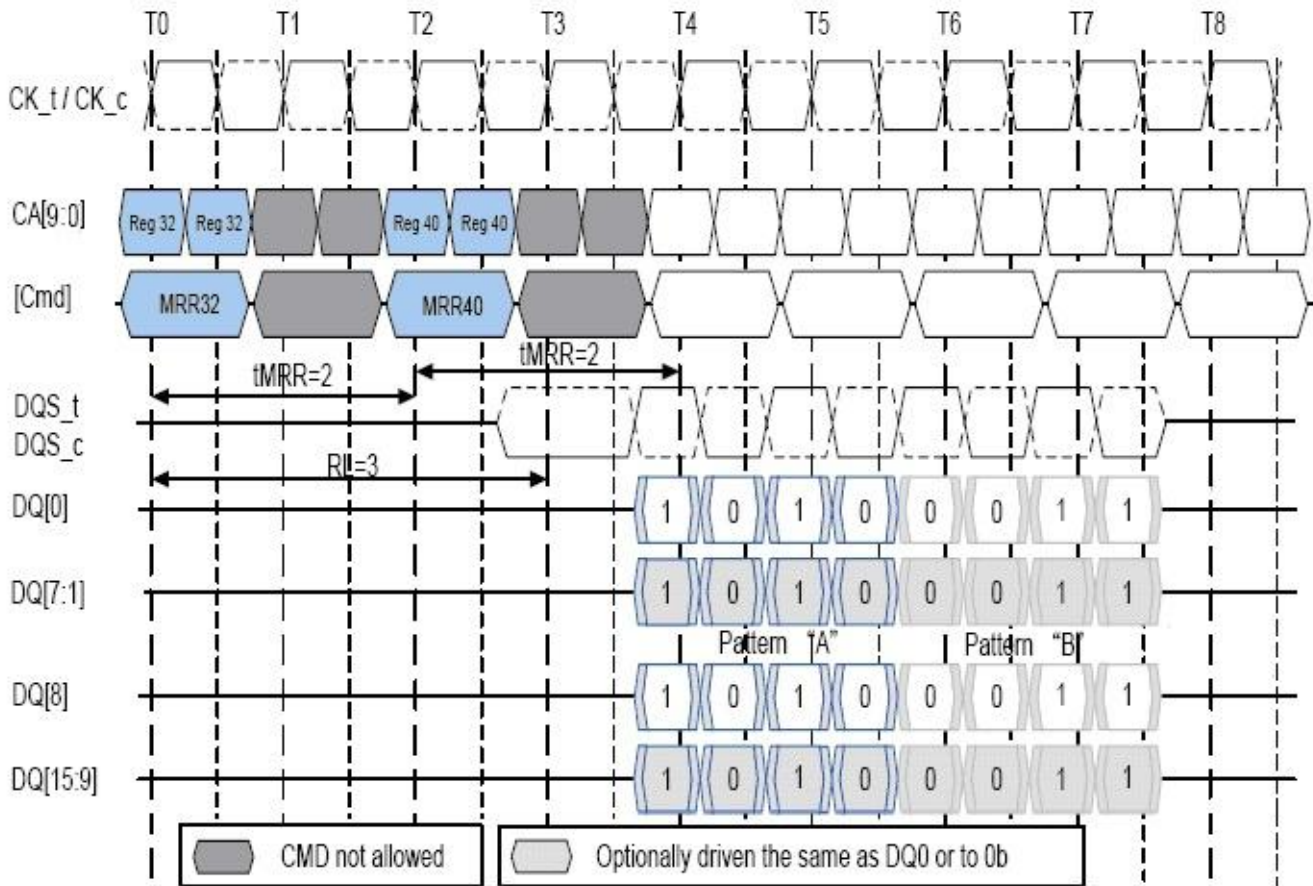 T0 T1 T2 T3 T4 T5 T6 T7 T8
CK_t / CK_c
CA[9:0] Reg 32 Reg 32 Reg 40 Reg 40
[Cmd] MRR32 MRR40
tMRR=2 tMRR=2
DQS_t
DQS_c
RL=3
DQ[0] 1 0 1 0 0 0 1 1
DQ[7:1] 1 0 1 0 0 0 1 1
Pattern "A" Pattern "B"
DQ[8] 1 0 1 0 0 0 1 1
DQ[15:9] 1 0 1 0 0 0 1 1
CMD not allowed Optionally driven the same as DQ0 or to 0b